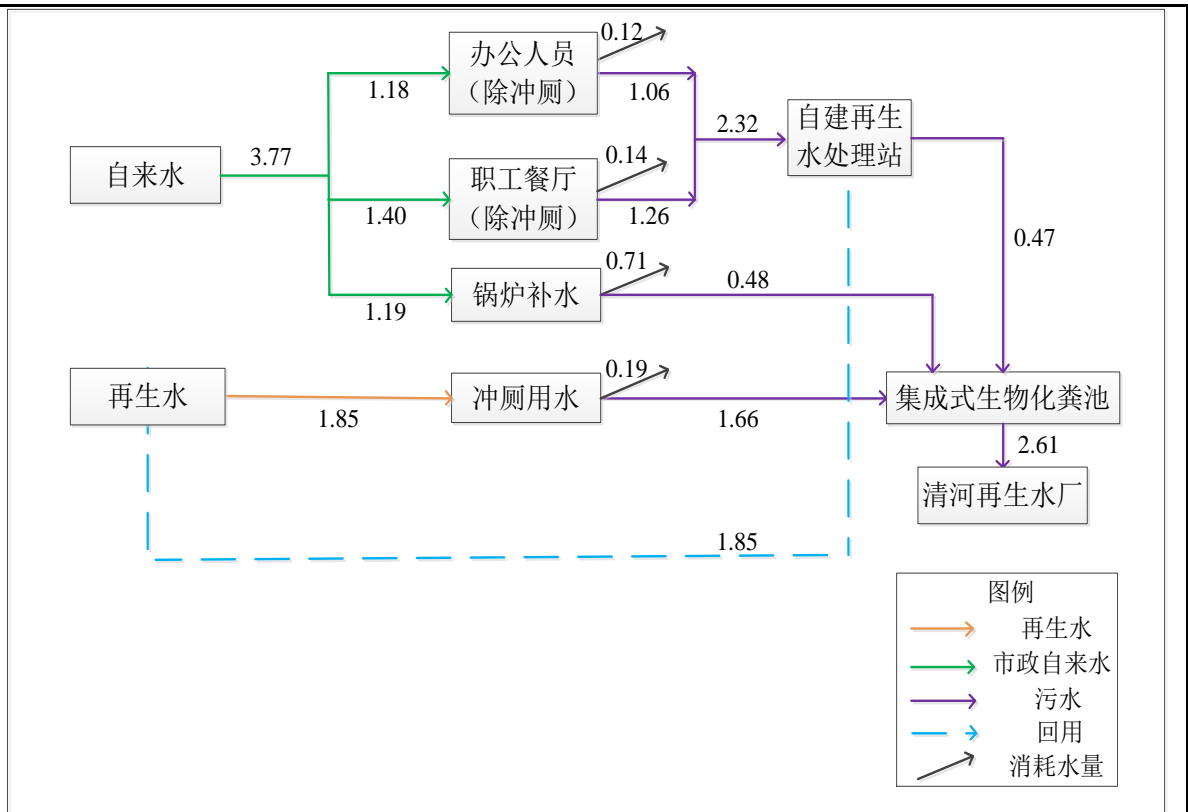 0.12
办公人员
（除冲厕）
1.18
1.06
自来水
3.77
0.14
职工餐厅
（除冲厕）
1.40
1.26
2.32
自建再生
水处理站
0.47
0.71
锅炉补水
1.19
0.48
再生水
1.85
0.19
冲厕用水
1.66
集成式生物化粪池
2.61
清河再生水厂
1.85
图例
再生水
市政自来水
污水
回用
消耗水量